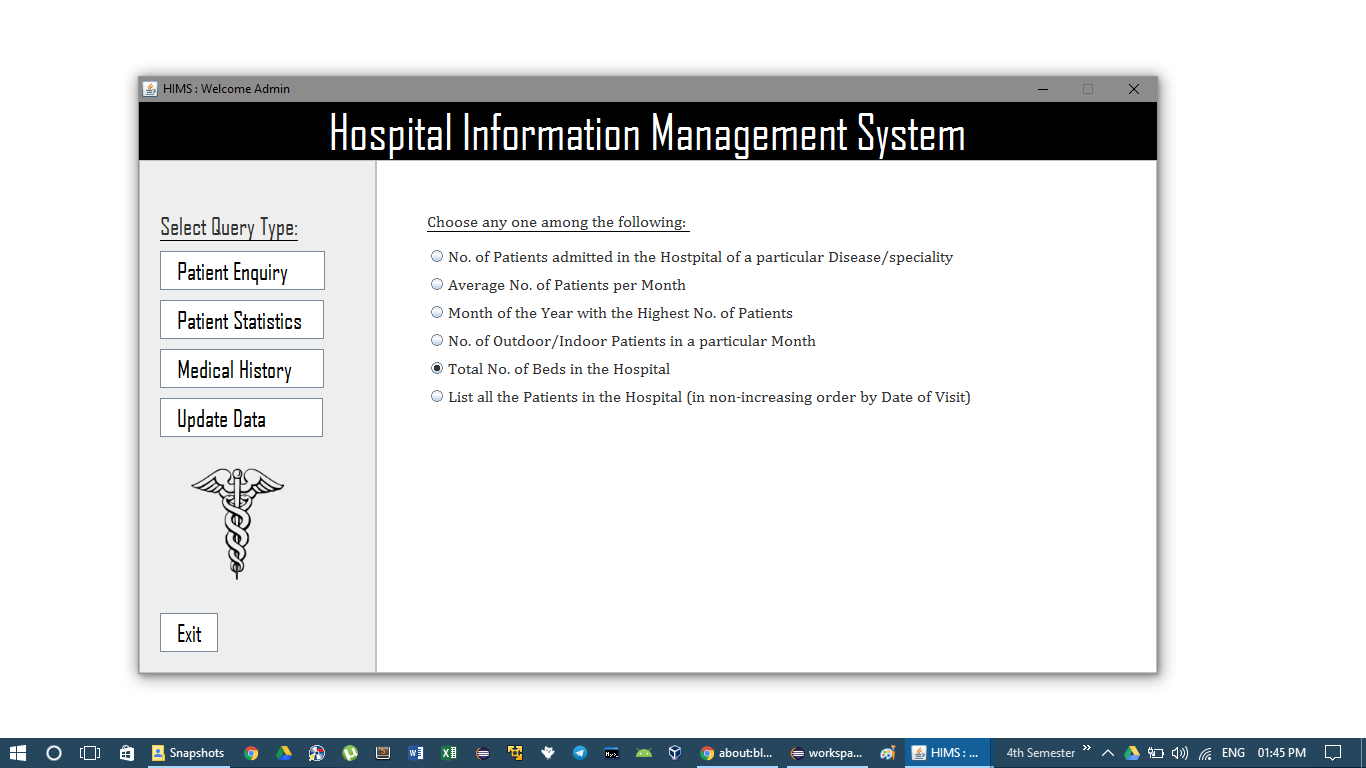 HIMS : Welcome Admin
Hospital Information Management System
Select Query Type:
Patient Enquiry
Patient Statistics
Medical History
Update Data
Exit
Choose any one among the following:
No. of Patients admitted in the Hostpital of a particular Disease/speciality
Average No. of Patients per Month
Month of the Year with the Highest No. of Patients
No. of Outdoor/Indoor Patients in a particular Month
Total No. of Beds in the Hospital
List all the Patients in the Hospital (in non-increasing order by Date of Visit)
Snapshots about:bl... workspa... HIMS : ... 4th Semester » ENG 01:45 PM